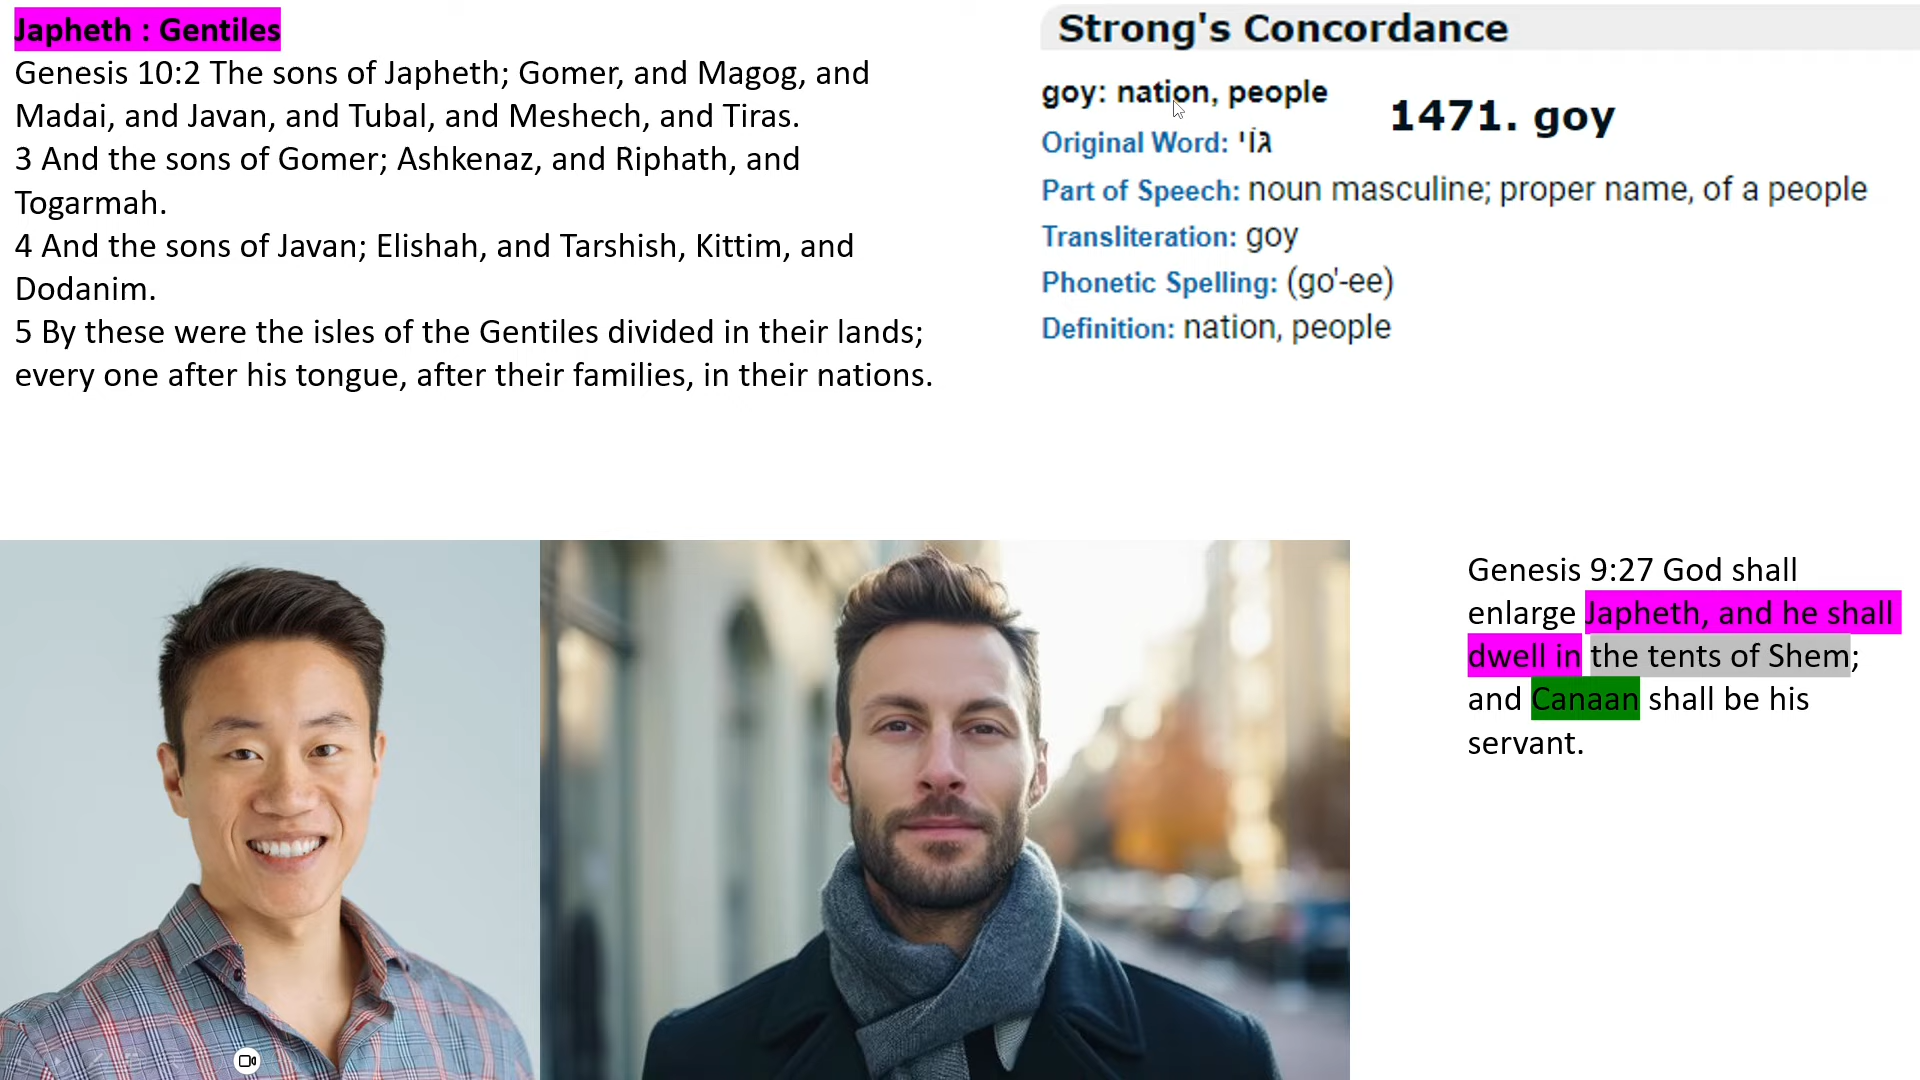 Japheth : Gentiles
Genesis 10:2 The sons of Japheth; Gomer, and Magog, and
Madai, and Javan, and Tubal, and Meshech, and Tiras.
3 And the sons of Gomer; Ashkenaz, and Riphath, and
Togarmah.
4 And the sons of Javan; Elishah, and Tarshish, Kittim, and
Dodanim.
5 By these were the isles of the Gentiles divided in their lands;
every one after his tongue, after their families, in their nations.
Strong's Concordance
goy: nation, people
1471. goy
Original Word: גּוֹי
Part of Speech: noun masculine; proper name, of a people
Transliteration: goy
Phonetic Spelling: (go'-ee)
Definition: nation, people
Genesis 9:27 God shall
enlarge Japheth, and he shall
dwell in the tents of Shem;
and Canaan shall be his
servant.